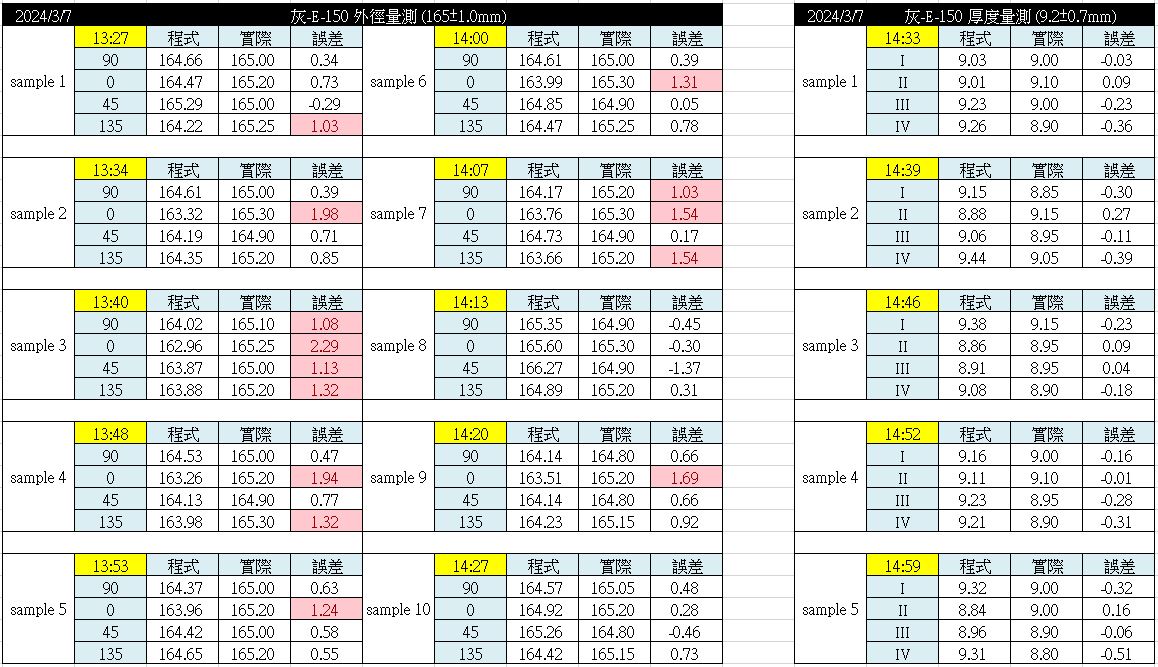 2024/3/7 灰-E-150 外徑量測 (165±1.0mm) 2024/3/7 灰-E-150 厚度量測 (9.2±0.7mm)
13:27 程式 實際 誤差 14:00 程式 實際 誤差 14:33 程式 實際 誤差
90 164.66 165.00 0.34 90 164.61 165.00 0.39 I 9.03 9.00 -0.03
sample 1 0 164.47 165.20 0.73 sample 6 0 163.99 165.30 1.31 sample 1 II 9.01 9.10 0.09
45 165.29 165.00 -0.29 45 164.85 164.90 0.05 III 9.23 9.00 -0.23
135 164.22 165.25 1.03 135 164.47 165.25 0.78 IV 9.26 8.90 -0.36
13:34 程式 實際 誤差 14:07 程式 實際 誤差 14:39 程式 實際 誤差
90 164.61 165.00 0.39 90 164.17 165.20 1.03 I 9.15 8.85 -0.30
sample 2 0 163.32 165.30 1.98 sample 7 0 163.76 165.30 1.54 sample 2 II 8.88 9.15 0.27
45 164.19 164.90 0.71 45 164.73 164.90 0.17 III 9.06 8.95 -0.11
135 164.35 165.20 0.85 135 163.66 165.20 1.54 IV 9.44 9.05 -0.39
13:40 程式 實際 誤差 14:13 程式 實際 誤差 14:46 程式 實際 誤差
90 164.02 165.10 1.08 90 165.35 164.90 -0.45 I 9.38 9.15 -0.23
sample 3 0 162.96 165.25 2.29 sample 8 0 165.60 165.30 -0.30 sample 3 II 8.86 8.95 0.09
45 163.87 165.00 1.13 45 166.27 164.90 -1.37 III 8.91 8.95 0.04
135 163.88 165.20 1.32 135 164.89 165.20 0.31 IV 9.08 8.90 -0.18
13:48 程式 實際 誤差 14:20 程式 實際 誤差 14:52 程式 實際 誤差
90 164.53 165.00 0.47 90 164.14 164.80 0.66 I 9.16 9.00 -0.16
sample 4 0 163.26 165.20 1.94 sample 9 0 163.51 165.20 1.69 sample 4 II 9.11 9.10 -0.01
45 164.13 164.90 0.77 45 164.14 164.80 0.66 III 9.23 8.95 -0.28
135 163.98 165.30 1.32 135 164.23 165.15 0.92 IV 9.21 8.90 -0.31
13:53 程式 實際 誤差 14:27 程式 實際 誤差 14:59 程式 實際 誤差
90 164.37 165.00 0.63 90 164.57 165.05 0.48 I 9.32 9.00 -0.32
sample 5 0 163.96 165.20 1.24 sample 10 0 164.92 165.20 0.28 sample 5 II 8.84 9.00 0.16
45 164.42 165.00 0.58 45 165.26 164.80 -0.46 III 8.96 8.90 -0.06
135 164.65 165.20 0.55 135 164.42 165.15 0.73 IV 9.31 8.80 -0.51